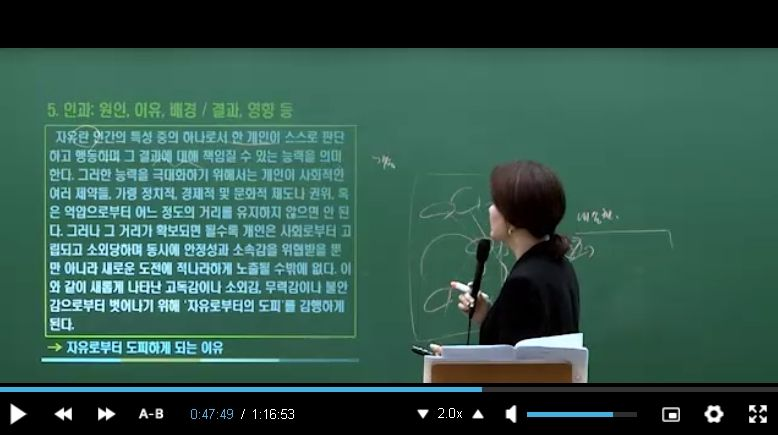 5. 인과: 원인, 이유, 배경 / 결과, 영향 등
자유란 인간의 특성 중의 하나로서 한 개인이 스스로 판단
하고 행동하며 그 결과에 대해 책임질 수 있는 능력을 의미
한다. 그러한 능력을 극대화하기 위해서는 개인이 사회적인
여러 제약들, 가령 정치적, 경제적 및 문화적 제도나 권위, 혹
은 억압으로부터 어느 정도의 거리를 유지하지 않으면 안 된
다. 그러나 그 거리가 확보되면 될수록 개인은 사회로부터 고
립되고 소외당하며 동시에 안정성과 소속감을 위협받을 뿐
만 아니라 새로운 도전에 적나라하게 노출될 수밖에 없다. 이
와 같이 새롭게 나타난 고독감이나 소외감, 무력감이나 불안
감으로부터 벗어나기 위해 '자유로부터의 도피'를 감행하게
된다.
→ 자유로부터 도피하게 되는 이유
A-B
0:47:49 / 1:16:53
2.0x